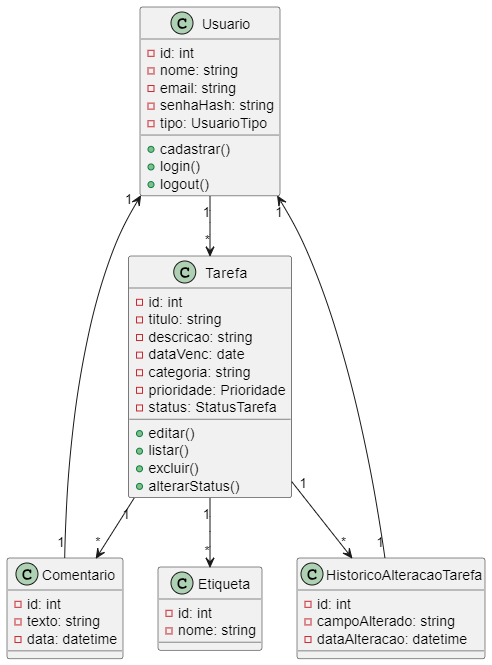 C Usuario
id: int
nome: string
email: string
senhaHash: string
tipo: UsuarioTipo
cadastrar()
login()
logout()
1
1
1
*
C Tarefa
id: int
titulo: string
descricao: string
dataVenc: date
categoria: string
prioridade: Prioridade
status: StatusTarefa
editar()
listar()
excluir()
alterarStatus()
1
1
1
1
*
*
*
1
C Comentario
id: int
texto: string
data: datetime
C Etiqueta
id: int
nome: string
C HistoricoAlteracaoTarefa
id: int
campoAlterado: string
dataAlteracao: datetime